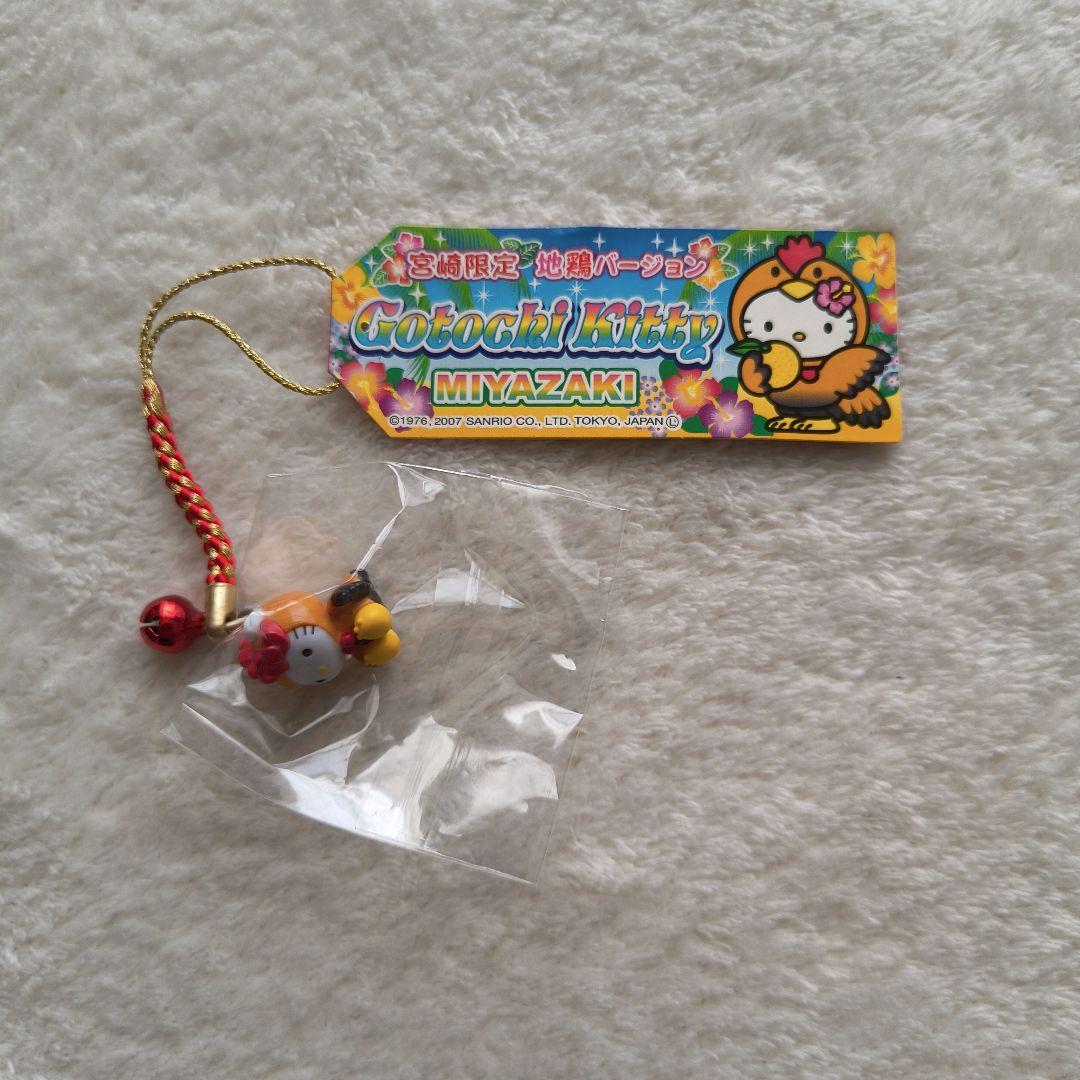 宮崎限定 地鶏バージョン
Gotochi Kitty
MIYAZAKI
©1976, 2007 SANRIO CO., LTD. TOKYO, JAPAN Ⓛ